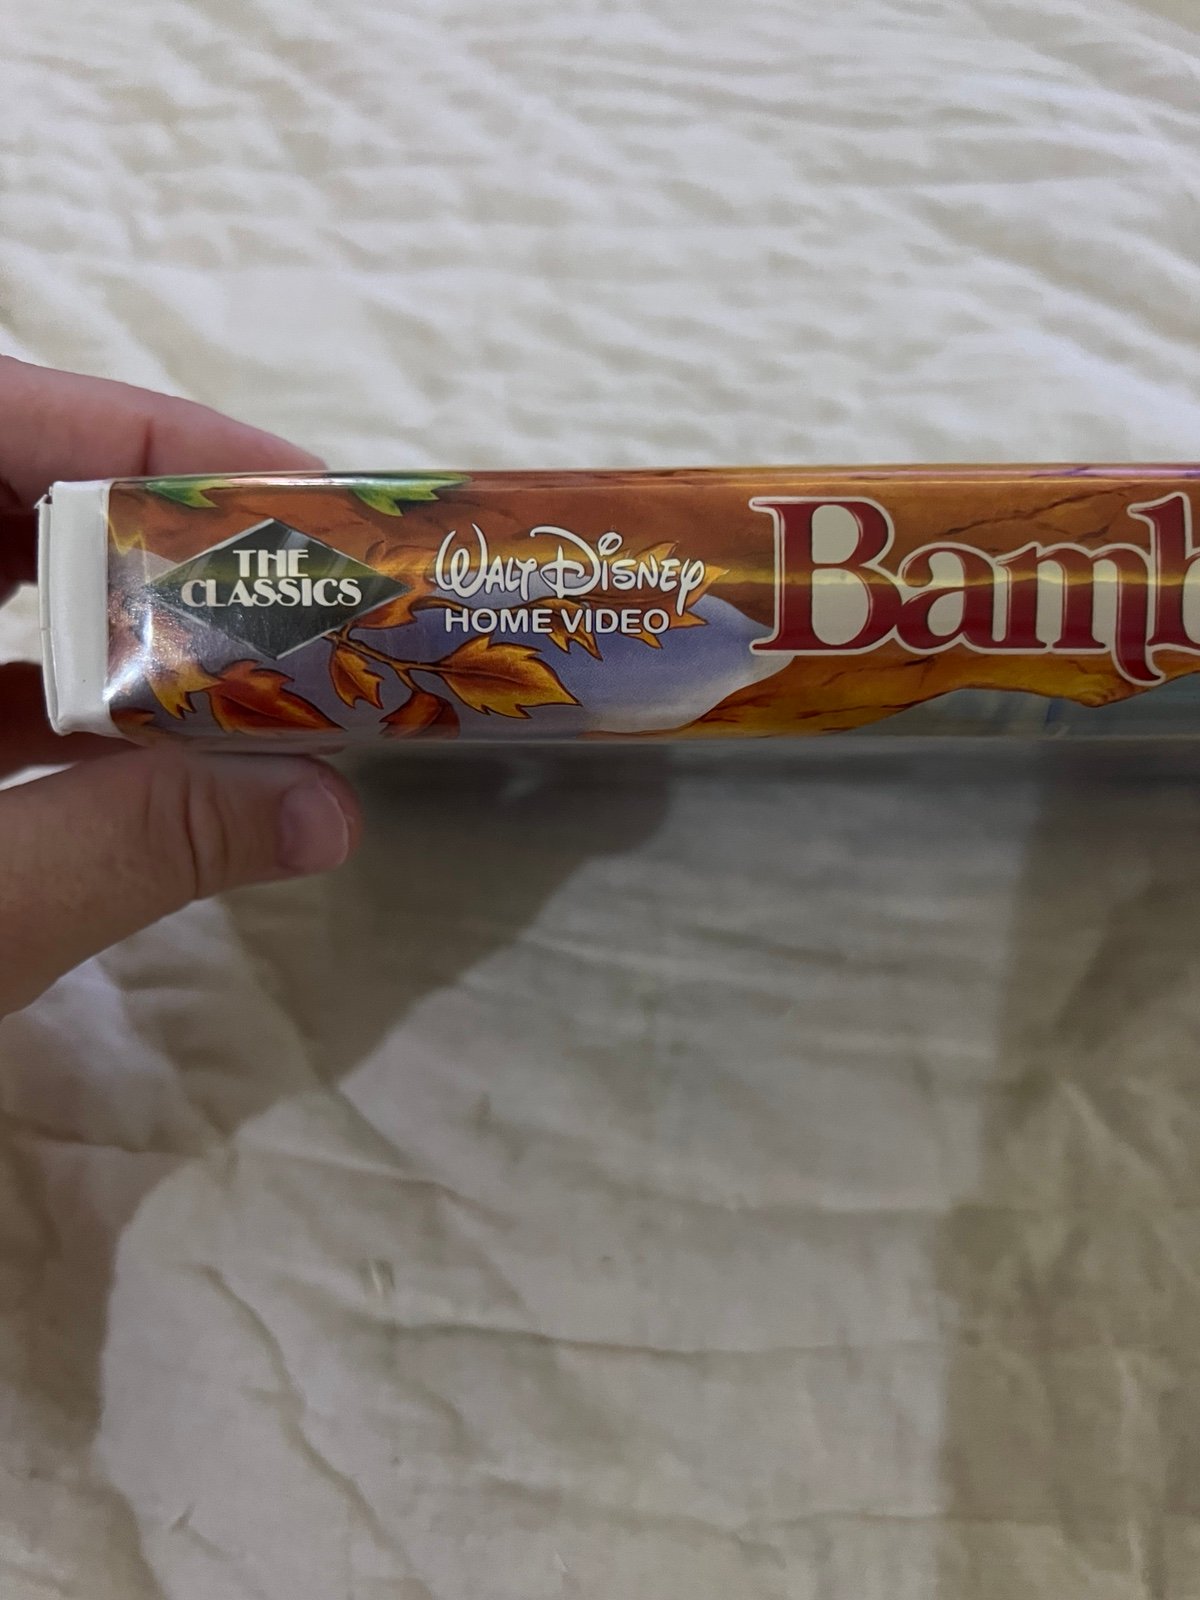 THE
CLASSICS
WALT DISNEY
HOME VIDEO
Bamb